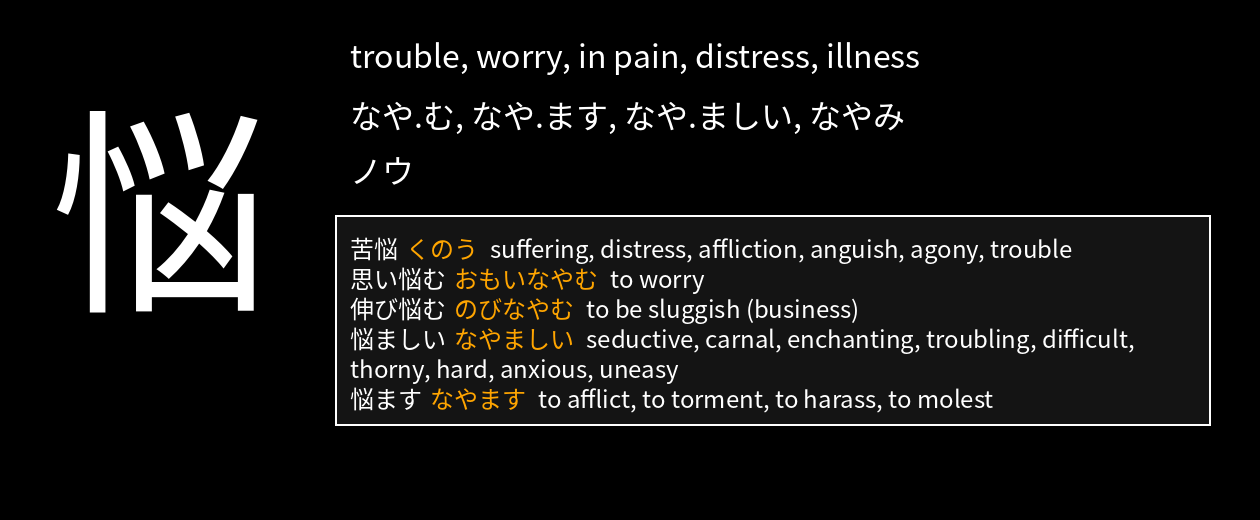 悩
trouble, worry, in pain, distress, illness
なや.む, なや.ます, なや.ましい, なやみ
ノウ
苦悩 くのう suffering, distress, affliction, anguish, agony, trouble
思い悩む おもいなやむ to worry
伸び悩む のびなやむ to be sluggish (business)
悩ましい なやましい seductive, carnal, enchanting, troubling, difficult,
thorny, hard, anxious, uneasy
悩ます なやます to afflict, to torment, to harass, to molest